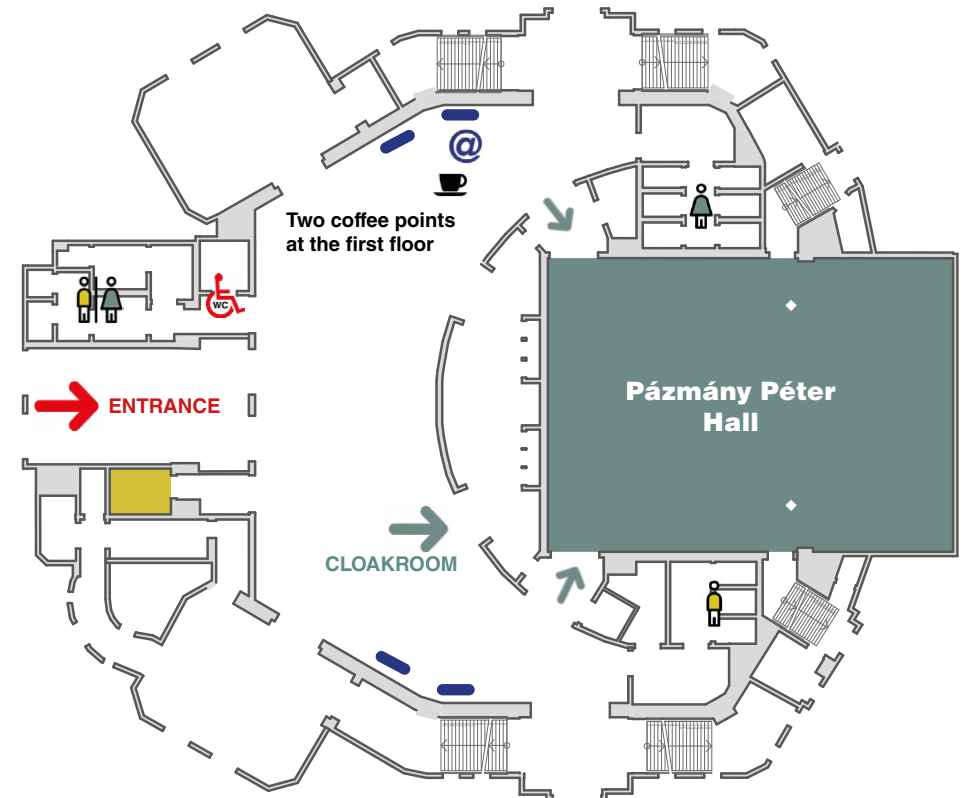 @
Two coffee points
at the first floor
WC
ENTRANCE
Pázmány Péter
Hall
CLOAKROOM